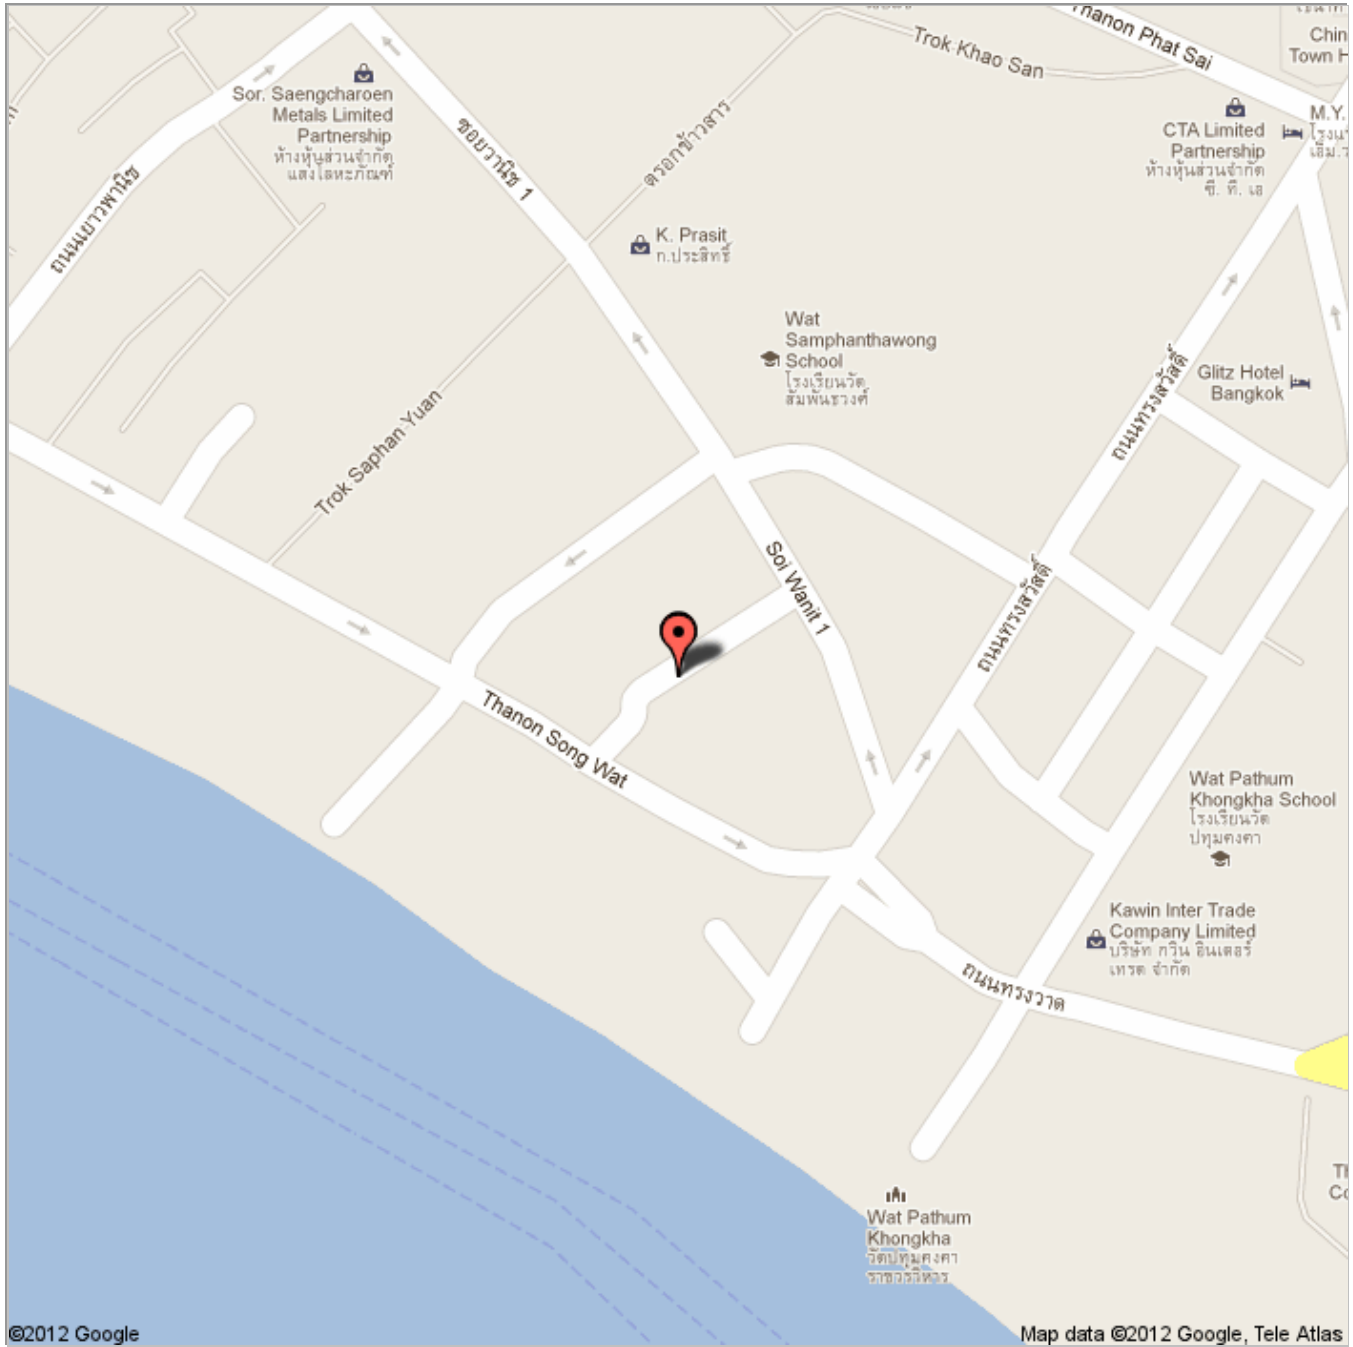 Thanon Phat Sai
Trok Khao San
Chin
Town H
Sor. Saengcharoen
Metals Limited
Partnership
ห้างหุ้นส่วนจำกัด
แสงโลหะภัณฑ์
ซอยวานิช 1
ตรอกข้าวสาร
CTA Limited
Partnership
ห้างหุ้นส่วนจำกัด
ซี. ที. เอ
M.Y.
ถนนเยาวพานิช
K. Prasit
ก.ประสิทธิ์
Wat
Samphanthawong
School
โรงเรียนวัด
สัมพันธวงศ์
Glitz Hotel
Bangkok
ถนนทรงสวัสดิ์
Trok Saphan Yuan
Soi Wanit 1
ถนนทรงสวัสดิ์
Thanon Song Wat
Wat Pathum
Khongkha School
โรงเรียนวัด
ปทุมคงคา
Kawin Inter Trade
Company Limited
บริษัท กวิน อินเตอร์
เทรด จำกัด
ถนนทรงวาด
Wat Pathum
Khongkha
วัดปทุมคงคา
ราชวรวิหาร
©2012 Google
Map data ©2012 Google, Tele Atlas